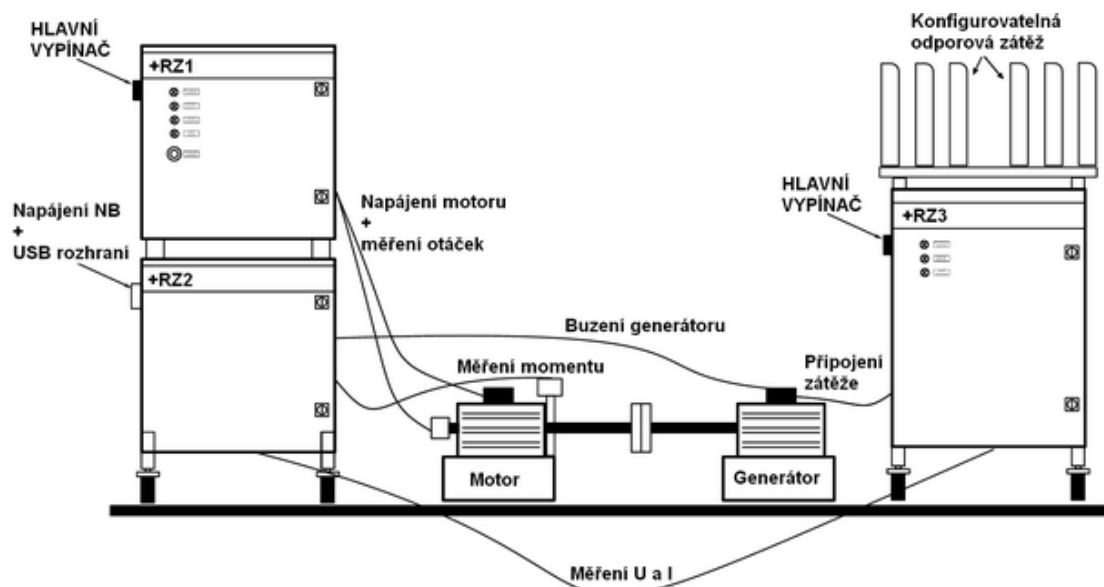 HLAVNÍ
VYPÍNAČ
+RZ1
Napájení NB
+
USB rozhraní
+RZ2
Napájení motoru
+
měření otáček
Buzení generátoru
Měření momentu
Motor
Generátor
Měření U a I
Připojení
zátěže
Konfigurovatelná
odporová zátěž
HLAVNÍ
VYPÍNAČ
+RZ3